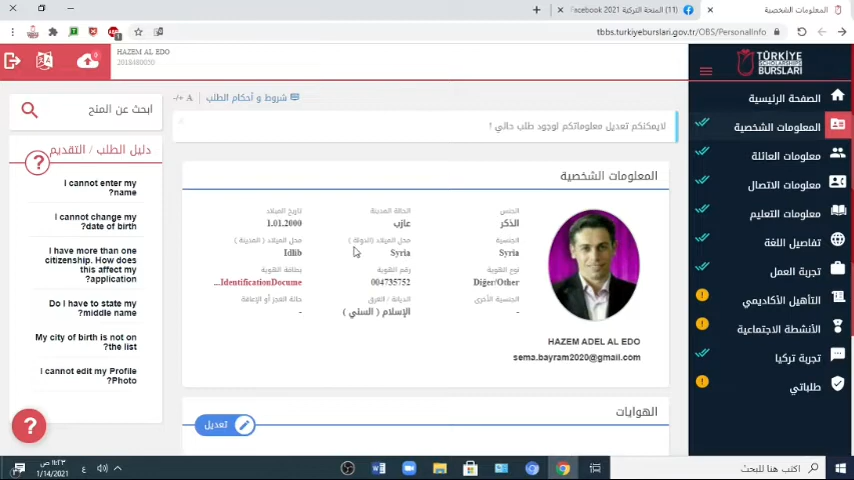 المعلومات الشخصية
المنحة التركية 2021 Facebook (11)
tbbs.turkiyeburslari.gov.tr/OBS/PersonalInfo
HAZEM AL EDO
TÜRKİYE
SCHOLARSHIPS
BURSLARI
الصفحة الرئيسية
المعلومات الشخصية
معلومات العائلة
معلومات الاتصال
معلومات التعليم
تفاصيل اللغة
تجربة العمل
التأهيل الأكاديمي
الأنشطة الاجتماعية
تجربة تركيا
طلباتي
شروط و أحكام الطلب
A +/-
لايمكنكم تعديل معلوماتكم لوجود طلب حالي !
المعلومات الشخصية
الجنس
الذكر
الحالة المدينة
عازب
تاريخ الميلاد
1.01.2000
الجنسية
Syria
محل الميلاد (الدولة )
Syria
محل الميلاد ( المدينة )
Idlib
نوع الهوية
Diğer/Other
رقم الهوية
004735752
بطاقة الهوية
IdentificationDocume...
الجنسية الأخرى
-
الديانة / العرق
الإسلام ( السني )
حالة العجز أو الإعاقة
-
HAZEM ADEL AL EDO
sema.bayram2020@gmail.com
الهوايات
تعديل
ابحث عن المنح
دليل الطلب / التقديم
I cannot enter my
?name
I cannot change my
?date of birth
I have more than one
citizenship. How does
this affect my
?application
Do I have to state my
?middle name
My city of birth is not on
?the list
I cannot edit my Profile
?Photo
?
?
اكتب هنا للبحث
ع
1/14/2021